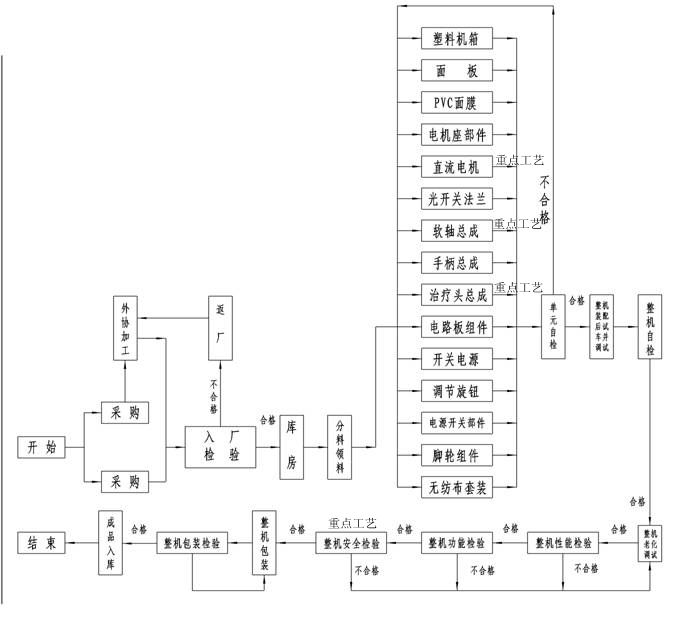 塑料机箱
面 板
PVC面膜
电机座部件
直流电机
重点工艺
不合格
光开关法兰
软轴总成
重点工艺
手柄总成
治疗头总成
重点工艺
外协加工
返厂
电路板组件
单元自检
合格
整机装配后试车并调试
整机自检
开关电源
不合格
调节旋钮
采购
合格
库房
分料领料
电源开关部件
开 始
入 厂
检 验
脚轮组件
采购
无纺布套装
合格
结 束
成品入库
合格
整机包装检验
整机包装
合格
重点工艺
整机安全检验
合格
整机功能检验
合格
整机性能检验
合格
整机
老化
调试
不合格
不合格
不合格